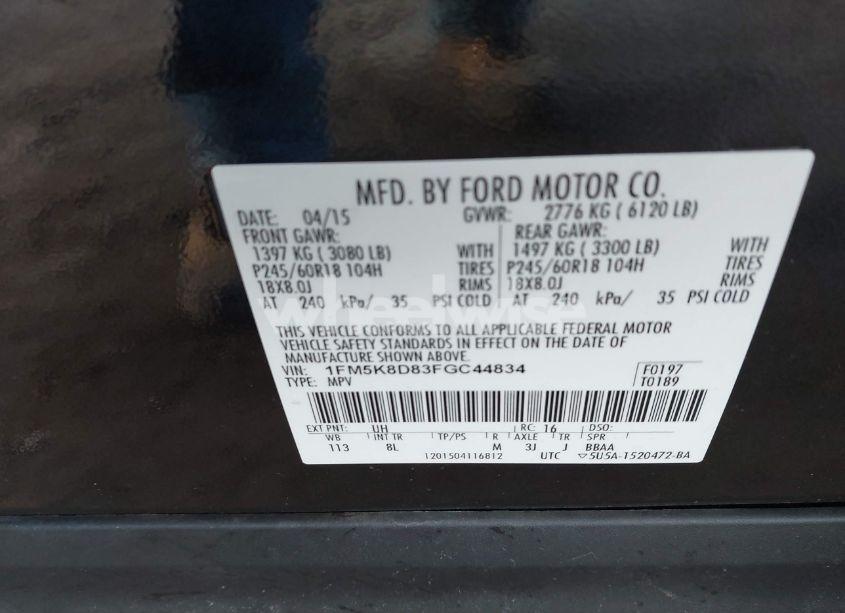 MFD. BY FORD MOTOR CO.
DATE: 04/15 GVWR: 2776 KG ( 6120 LB)
FRONT GAWR: REAR GAWR:
1397 KG ( 3080 LB) WITH 1497 KG ( 3300 LB) WITH
P245/60R18 104H TIRES P245/60R18 104H TIRES
18X8.0J RIMS 18X8.0J RIMS
AT 240 kPa/ 35 PSI COLD AT 240 kPa/ 35 PSI COLD
wheelwise
THIS VEHICLE CONFORMS TO ALL APPLICABLE FEDERAL MOTOR
VEHICLE SAFETY STANDARDS IN EFFECT ON THE DATE OF
MANUFACTURE SHOWN ABOVE.
VIN: 1FM5K8D83FGC44834 F0197
TYPE: MPV T0189
EXT PNT: UH RC: 16 DSO:
WB INT TR TP/PS R AXLE TR SPR
113 8L M 3J J BBAA
1201504116812 UTC ▽5U5A-1520472-BA